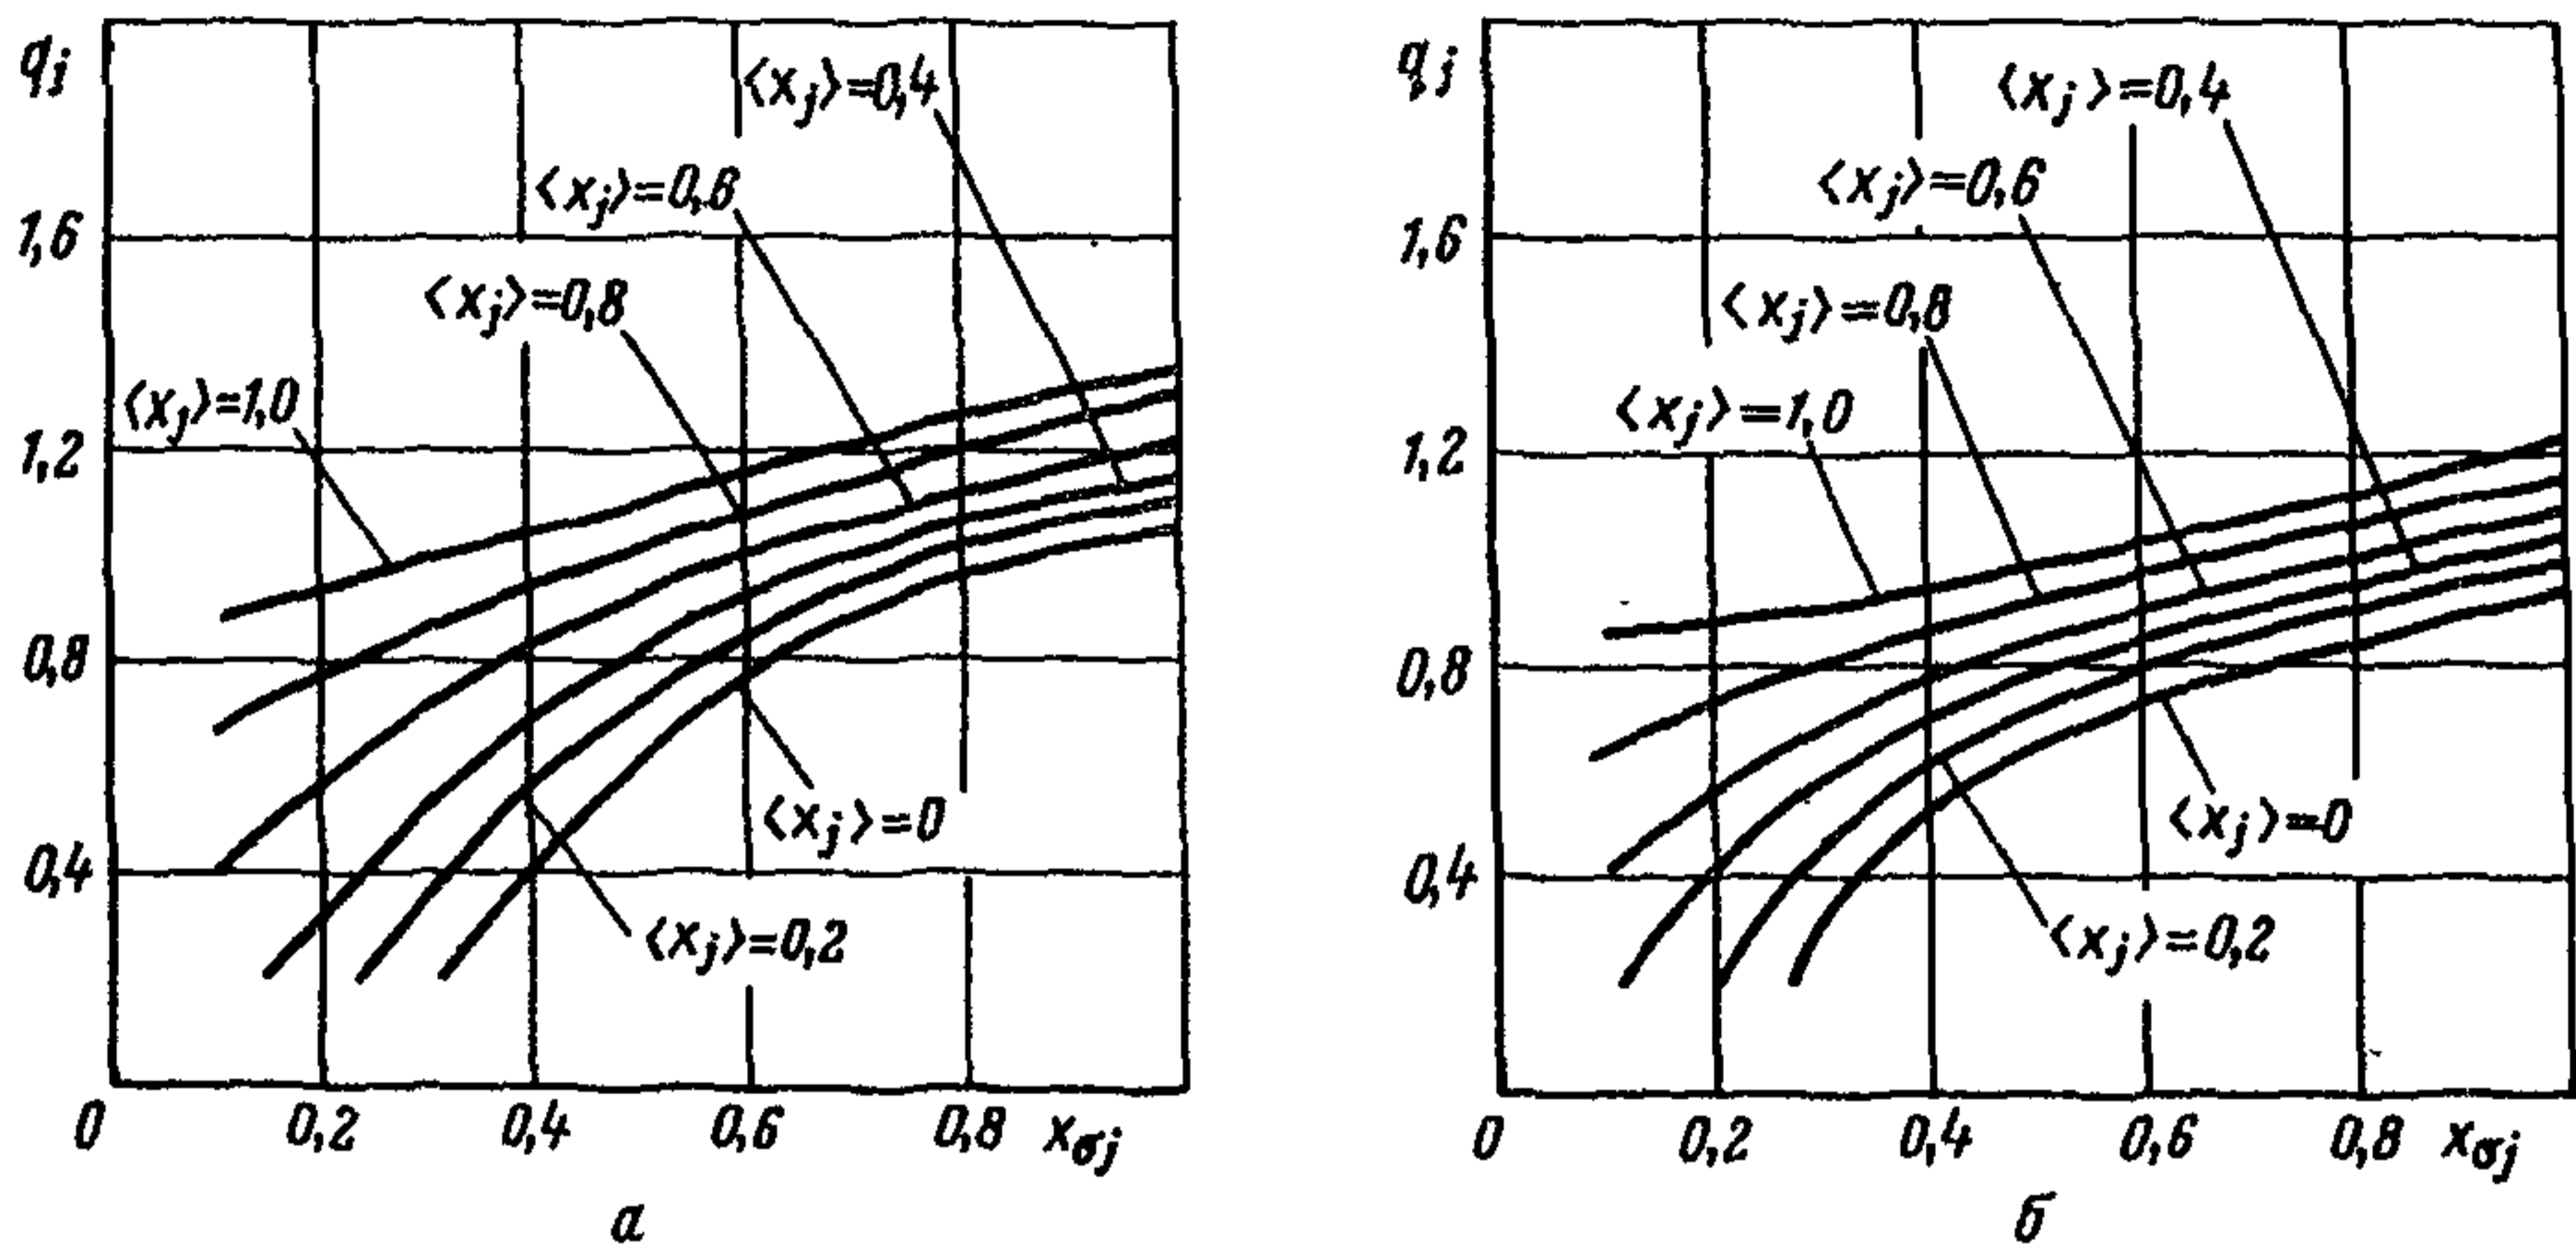 q_j
1,6
1,2
0,8
0,4
0
0,2
0,4
0,6
0,8
x_σj
⟨x_j⟩=0,4
⟨x_j⟩=0,6
⟨x_j⟩=0,8
⟨x_j⟩=1,0
⟨x_j⟩=0
⟨x_j⟩=0,2
а
q_j
1,6
1,2
0,8
0,4
0
0,2
0,4
0,6
0,8
x_σj
⟨x_j⟩=0,4
⟨x_j⟩=0,6
⟨x_j⟩=0,8
⟨x_j⟩=1,0
⟨x_j⟩=0
⟨x_j⟩=0,2
б